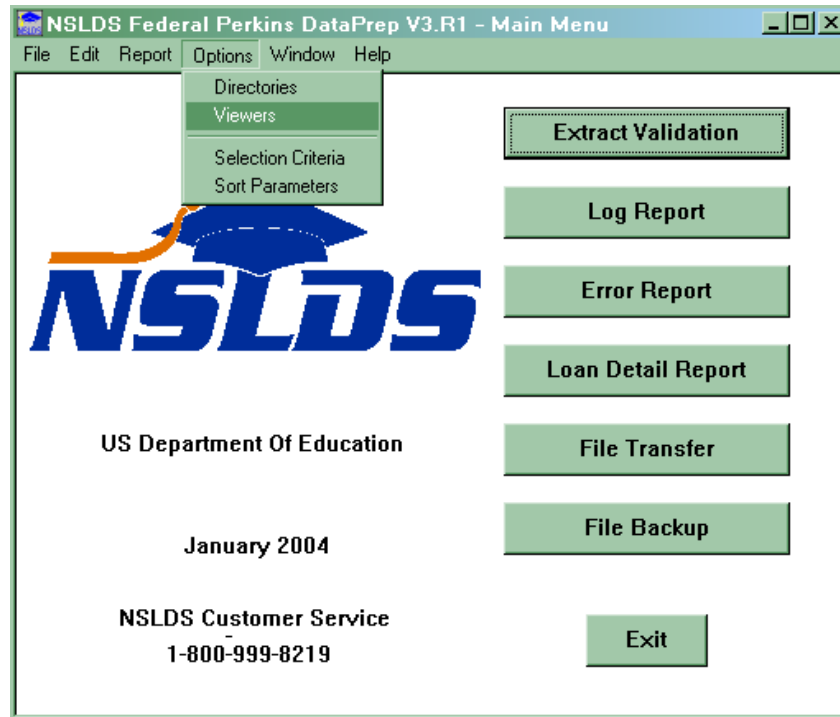 NSLDS Federal Perkins DataPrep V3.R1 - Main Menu
File Edit Report Options Window Help
Directories
Viewers
Selection Criteria
Sort Parameters
NSLDS
US Department Of Education
January 2004
NSLDS Customer Service
1-800-999-8219
Extract Validation
Log Report
Error Report
Loan Detail Report
File Transfer
File Backup
Exit